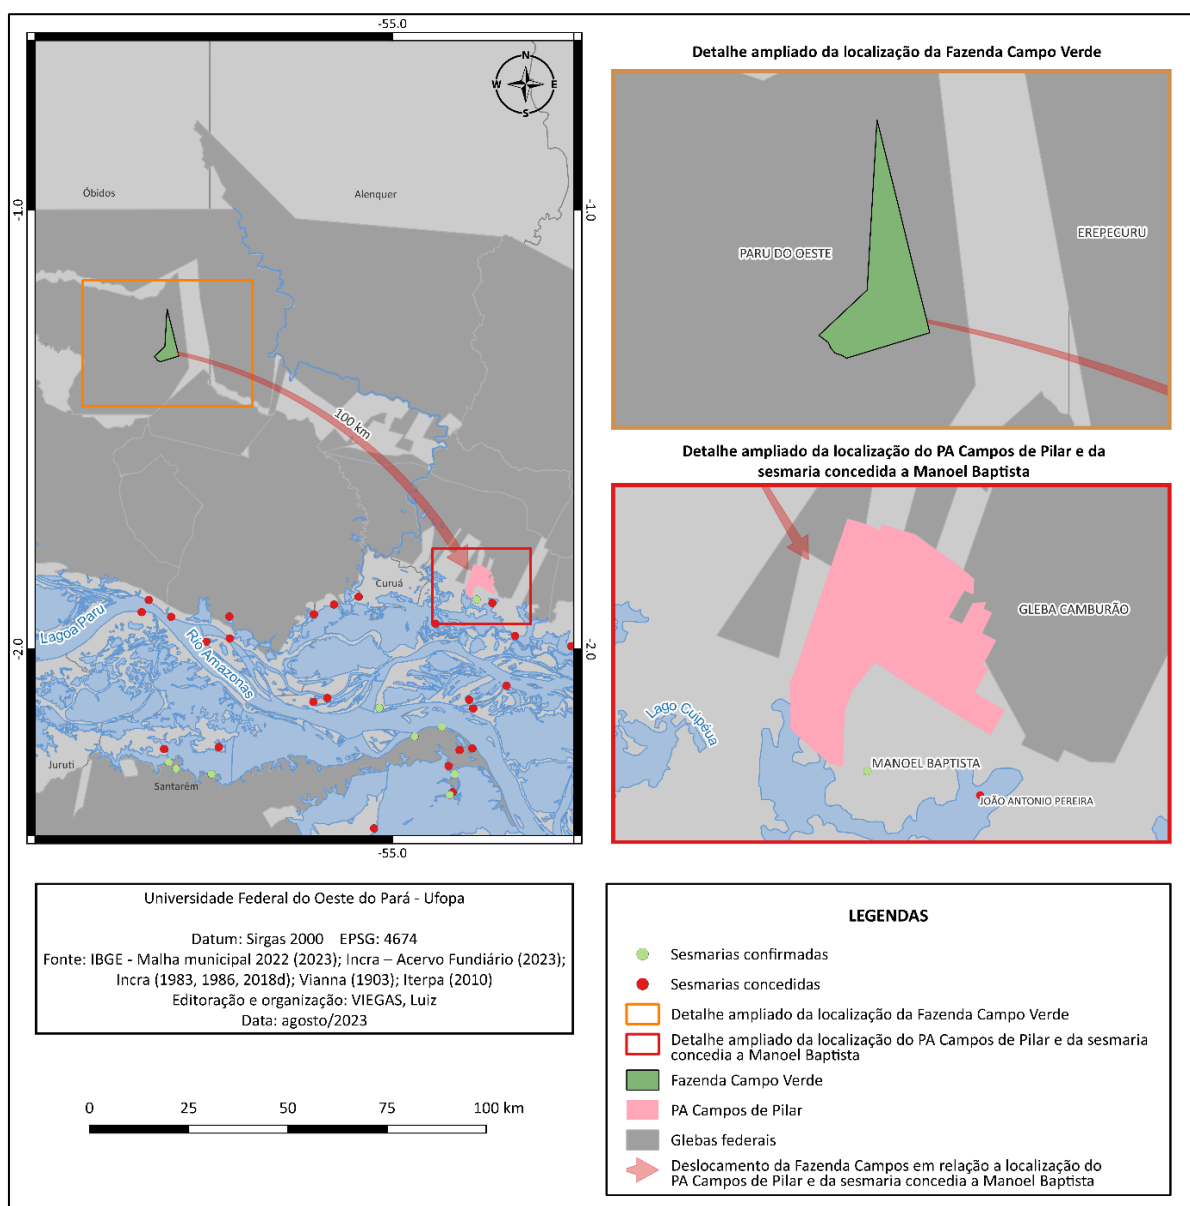 -55.0
N
W
E
S
Óbidos
Alenquer
-1.0
-1.0
100 km
Curuá
Lagoa Paru
Rio Amazonas
-2.0
-2.0
Juruti
Santarém
-55.0
Detalhe ampliado da localização da Fazenda Campo Verde
PARU DO OESTE
EREPECURU
Detalhe ampliado da localização do PA Campos de Pilar e da
sesmaria concedida a Manoel Baptista
GLEBA CAMBURÃO
Lago Cuipéua
MANOEL BAPTISTA
JOÃO ANTONIO PEREIRA
Universidade Federal do Oeste do Pará - Ufopa
Datum: Sirgas 2000 EPSG: 4674
Fonte: IBGE - Malha municipal 2022 (2023); Incra – Acervo Fundiário (2023);
Incra (1983, 1986, 2018d); Vianna (1903); Iterpa (2010)
Editoração e organização: VIEGAS, Luiz
Data: agosto/2023
0 25 50 75 100 km
LEGENDAS
Sesmarias confirmadas
Sesmarias concedidas
Detalhe ampliado da localização da Fazenda Campo Verde
Detalhe ampliado da localização do PA Campos de Pilar e da sesmaria
concedia a Manoel Baptista
Fazenda Campo Verde
PA Campos de Pilar
Glebas federais
Deslocamento da Fazenda Campos em relação a localização do
PA Campos de Pilar e da sesmaria concedia a Manoel Baptista